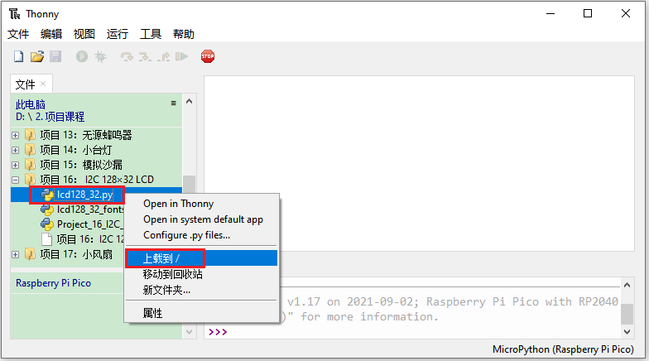 Thonny
文件 编辑 视图 运行 工具 帮助
STOP
文件
此电脑
D: \ 2. 项目课程
项目 13：无源蜂鸣器
项目 14：小台灯
项目 15：模拟沙漏
项目 16： I2C 128×32 LCD
lcd128_32.py
lcd128_32_fonts
Project_16_I2C_
项目 16：I2C 12
项目 17：小风扇
Raspberry Pi Pico
Open in Thonny
Open in system default app
Configure .py files...
上载到 /
移动到回收站
新文件夹...
属性
v1.17 on 2021-09-02; Raspberry Pi Pico with RP2040
)" for more information.
>>>
MicroPython (Raspberry Pi Pico)